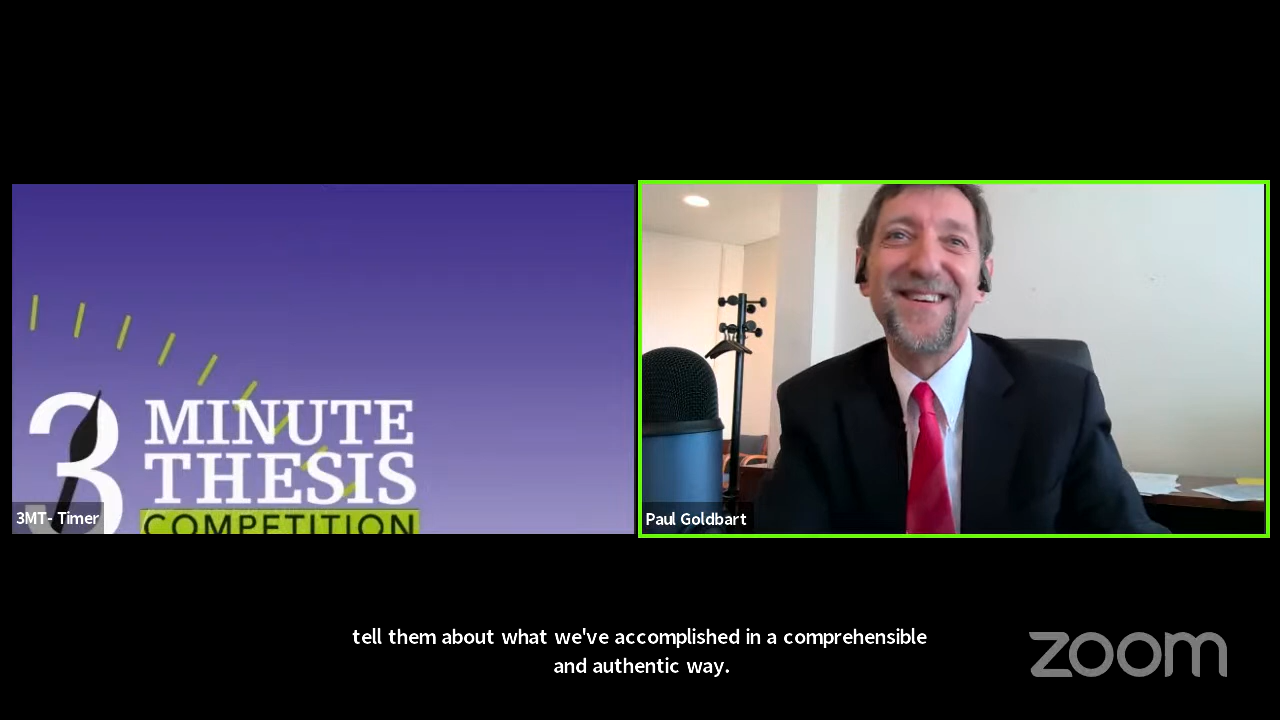 3 MINUTE
THESIS
COMPETITION
3MT- Timer
Paul Goldbart
tell them about what we've accomplished in a comprehensible
and authentic way.
zoom